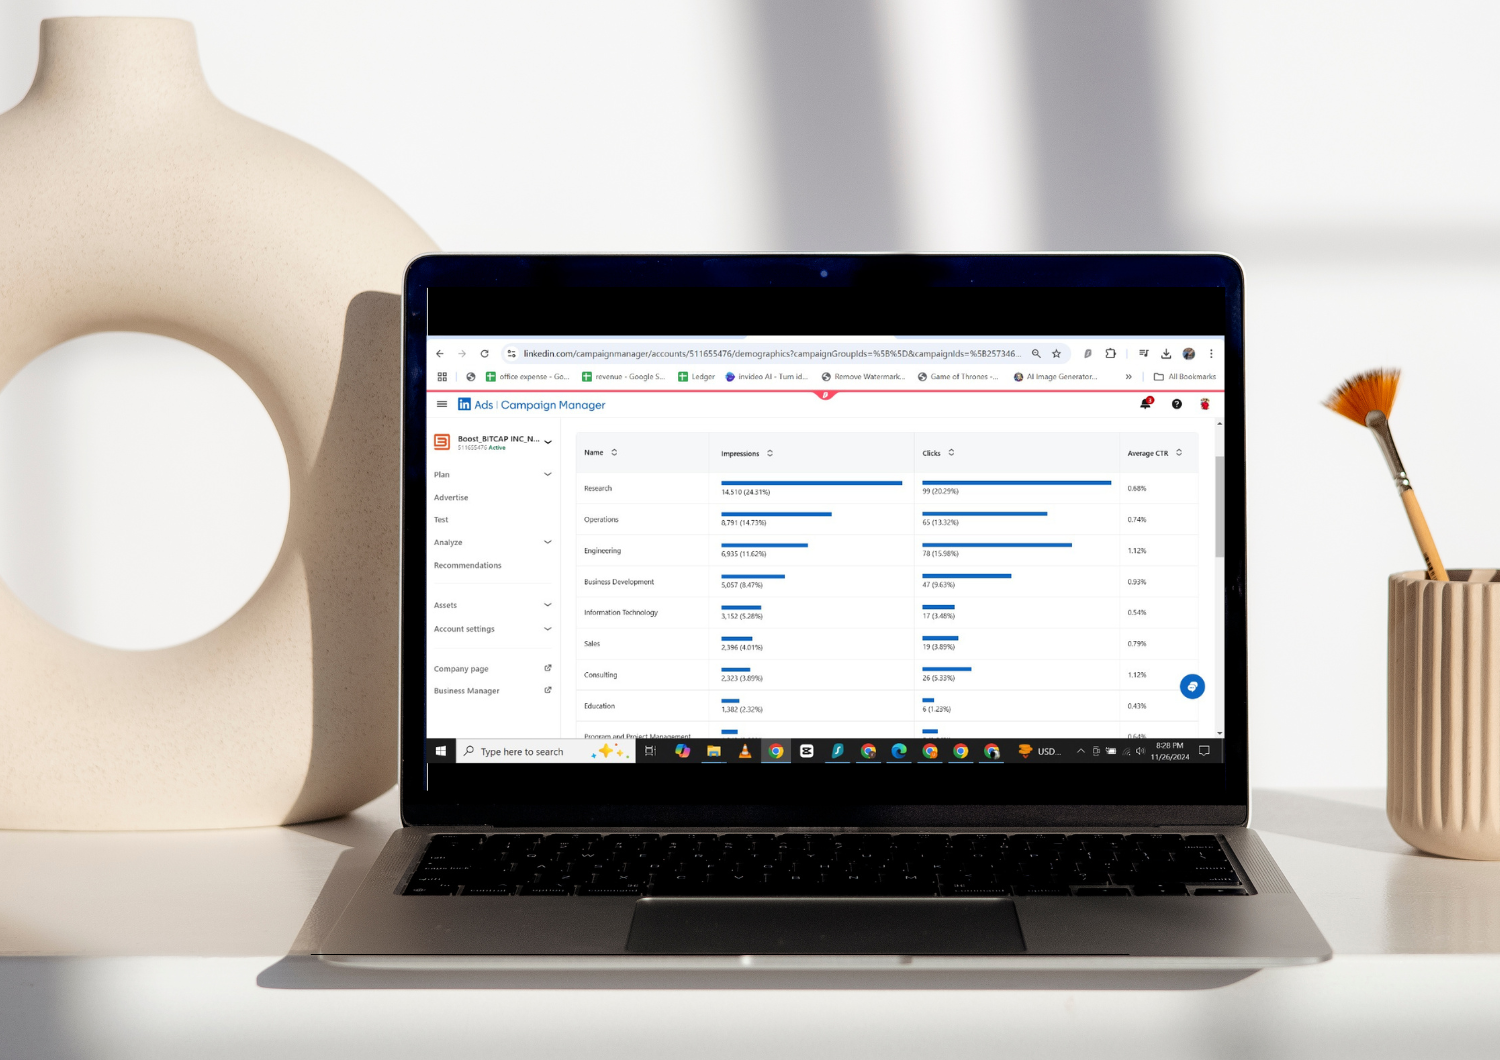 linkedin.com/campaignmanager/accounts/511655476/demographics?campaignGroupIds=%5B%5D&campaignIds=%5B257346...
office expense - Go... revenue - Google S... Ledger invideo AI - Turn id... Remove Watermark... Game of Thrones -... AI Image Generator... » All Bookmarks
in Ads | Campaign Manager
Boost_BITCAP INC_N...
511655476 Active
Plan
Advertise
Test
Analyze
Recommendations
Assets
Account settings
Company page
Business Manager
Name Impressions Clicks Average CTR
Research 14,510 (24.31%) 99 (20.29%) 0.68%
Operations 8,791 (14.73%) 65 (13.32%) 0.74%
Engineering 6,935 (11.62%) 78 (15.98%) 1.12%
Business Development 5,057 (8.47%) 47 (9.63%) 0.93%
Information Technology 3,152 (5.28%) 17 (3.48%) 0.54%
Sales 2,396 (4.01%) 19 (3.89%) 0.79%
Consulting 2,323 (3.89%) 26 (5.33%) 1.12%
Education 1,382 (2.32%) 6 (1.23%) 0.43%
Program and Project Management 0.64%
Type here to search USD... 8:28 PM
11/26/2024